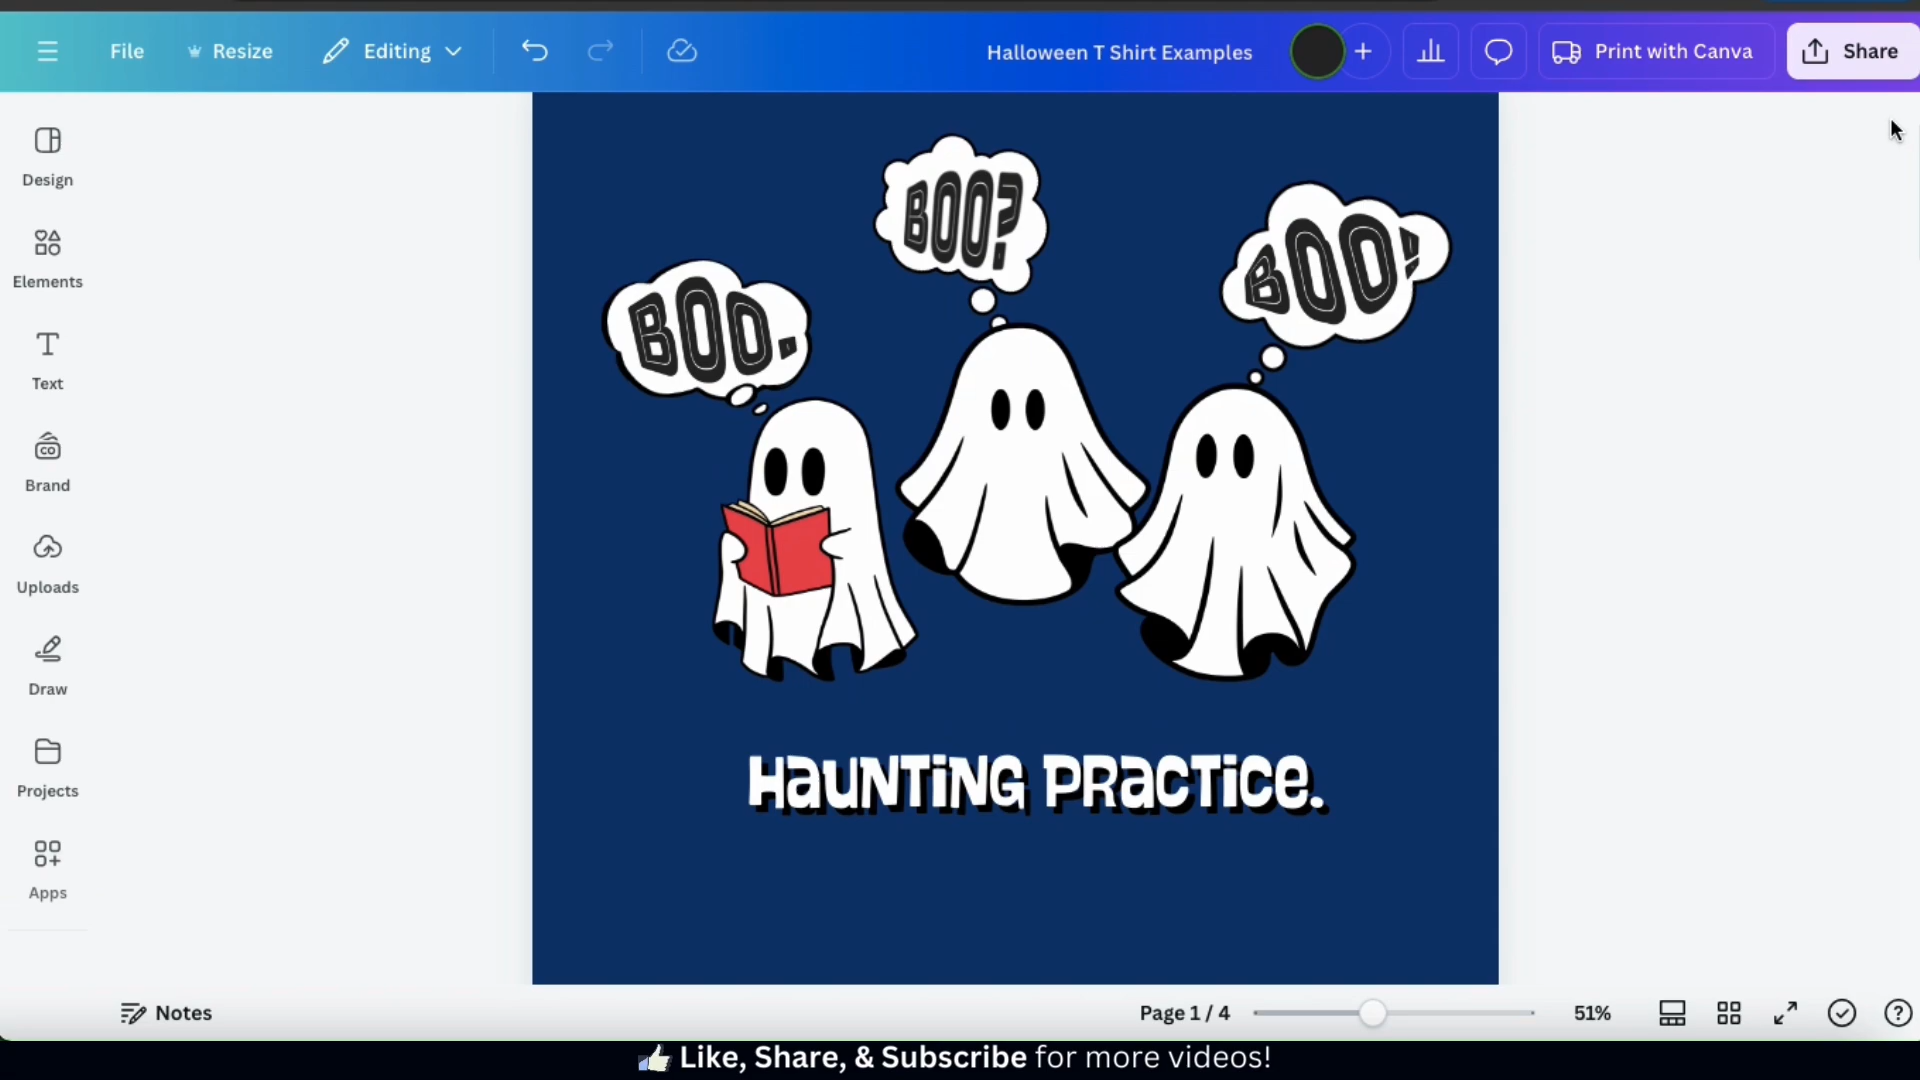 File
Resize
Editing
Halloween T Shirt Examples
Print with Canva
Share
Design
Elements
Text
CO
Brand
Uploads
Draw
Projects
Apps
BOO?
BOO!
BOO.
HaUNTiNG PRacTice.
Notes
Page 1 / 4
51%
Like, Share, & Subscribe for more videos!